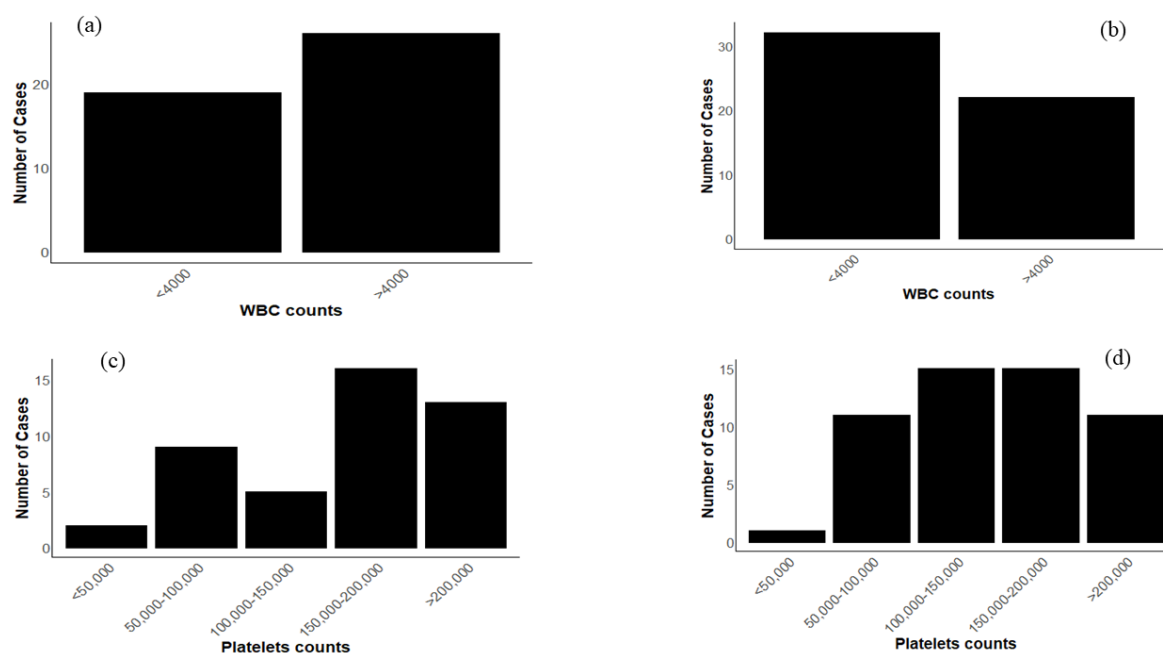 (a)
Number of Cases
20
10
0
<4000
>4000
WBC counts
(b)
Number of Cases
30
20
10
0
<4000
>4000
WBC counts
(c)
Number of Cases
15
10
5
0
<50,000
50,000-100,000
100,000-150,000
150,000-200,000
>200,000
Platelets counts
(d)
Number of Cases
15
10
5
0
<50,000
50,000-100,000
100,000-150,000
150,000-200,000
>200,000
Platelets counts